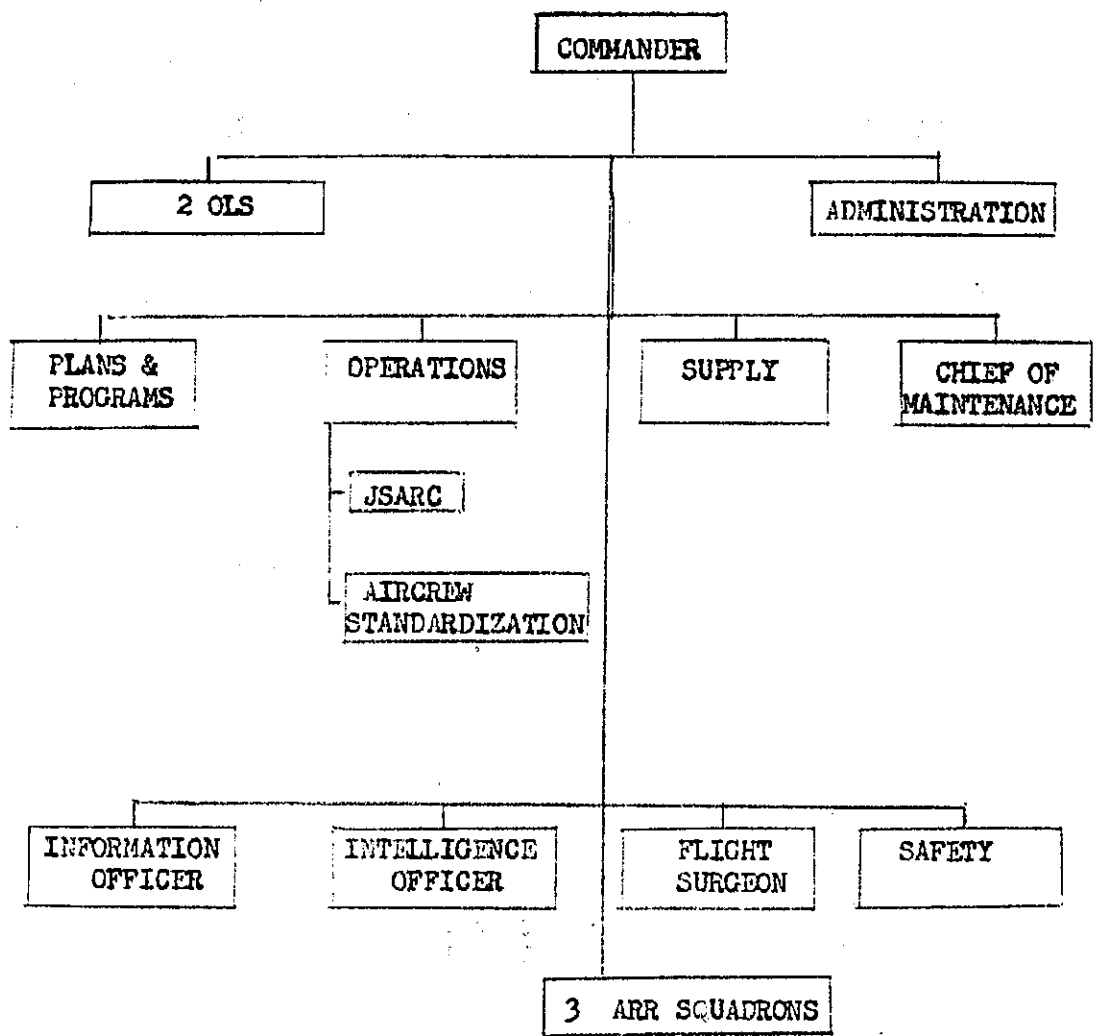 COMMANDER
2 OLS
ADMINISTRATION
PLANS &
PROGRAMS
OPERATIONS
SUPPLY
CHIEF OF
MAINTENANCE
JSARC
AIRCREW
STANDARDIZATION
INFORMATION
OFFICER
INTELLIGENCE
OFFICER
FLIGHT
SURGEON
SAFETY
3 ARR SQUADRONS